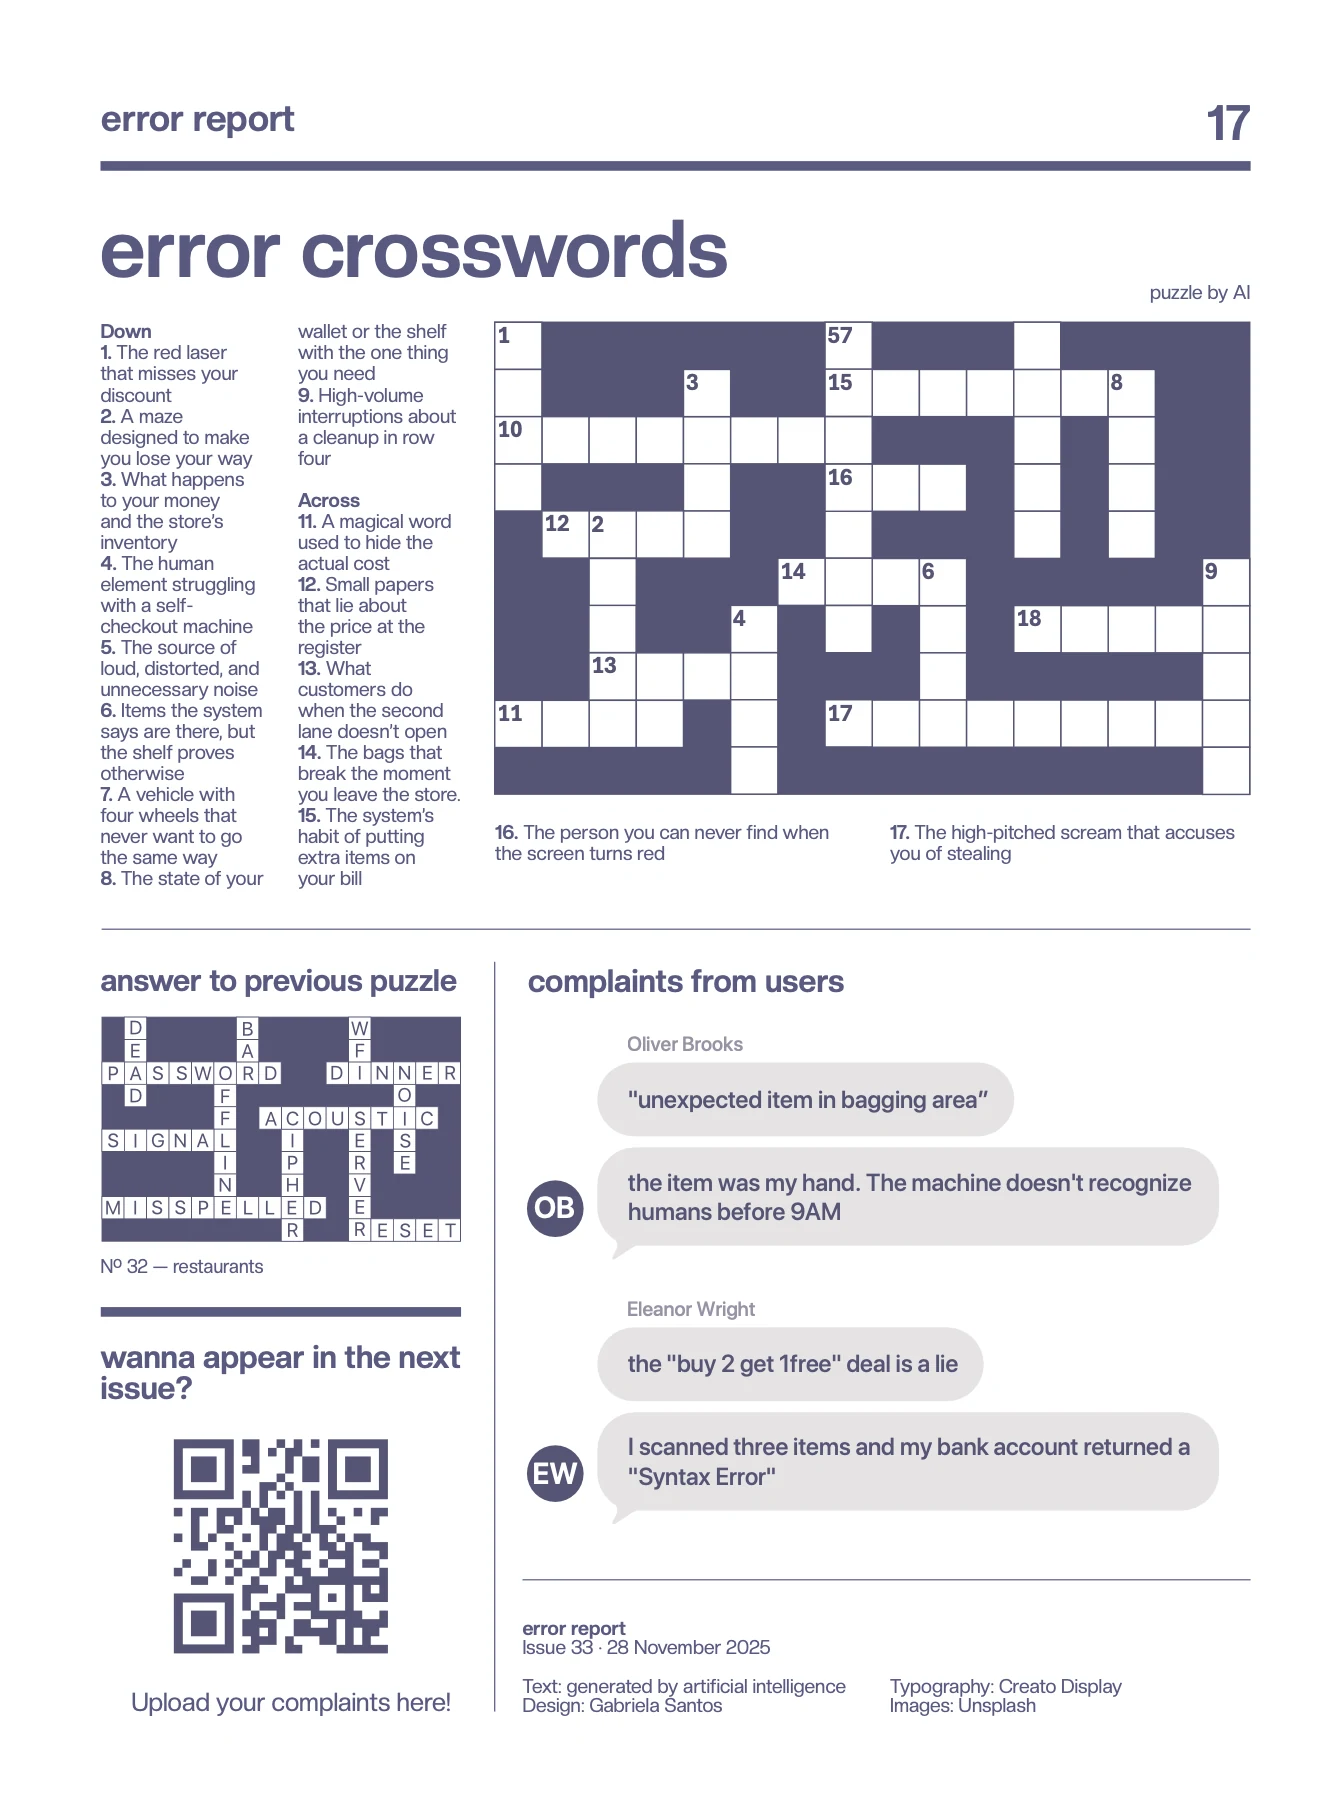 error report
17
error crosswords
puzzle by AI
Down
1. The red laser
that misses your
discount
2. A maze
designed to make
you lose your way
3. What happens
to your money
and the store's
inventory
4. The human
element struggling
with a self-
checkout machine
5. The source of
loud, distorted, and
unnecessary noise
6. Items the system
says are there, but
the shelf proves
otherwise
7. A vehicle with
four wheels that
never want to go
the same way
8. The state of your
wallet or the shelf
with the one thing
you need
9. High-volume
interruptions about
a cleanup in row
four
Across
11. A magical word
used to hide the
actual cost
12. Small papers
that lie about
the price at the
register
13. What
customers do
when the second
lane doesn't open
14. The bags that
break the moment
you leave the store.
15. The system's
habit of putting
extra items on
your bill
1
57
3
15
8
10
16
12
2
14
6
9
4
18
13
11
17
16. The person you can never find when
the screen turns red
17. The high-pitched scream that accuses
you of stealing
answer to previous puzzle
D B W
E A F
P A S S W O R D D I N N E R
D F O
F A C O U S T I C
S I G N A L I E S
I P R E
N H V
M I S S P E L L E D E
R R E S E T
Nº 32 — restaurants
wanna appear in the next
issue?
Upload your complaints here!
complaints from users
Oliver Brooks
"unexpected item in bagging area”
the item was my hand. The machine doesn't recognize
humans before 9AM
OB
Eleanor Wright
the "buy 2 get 1free" deal is a lie
I scanned three items and my bank account returned a
"Syntax Error"
EW
error report
Issue 33 · 28 November 2025
Text: generated by artificial intelligence
Design: Gabriela Santos
Typography: Creato Display
Images: Unsplash